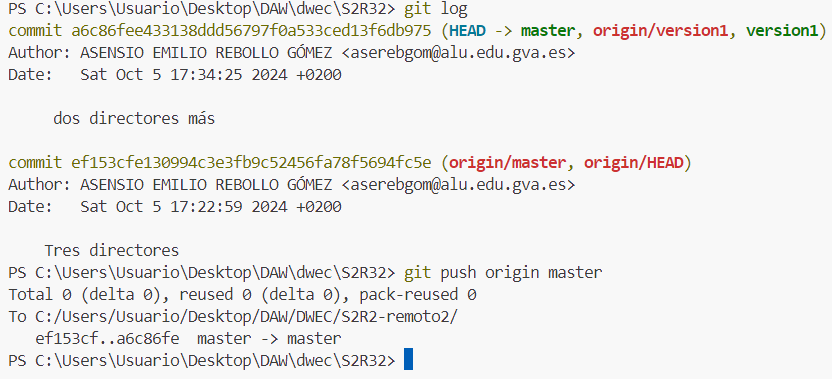 PS C:\Users\Usuario\Desktop\DAW\dwec\S2R32> git log
commit a6c86fee433138ddd56797f0a533ced13f6db975 (HEAD -> master, origin/version1, version1)
Author: ASENSIO EMILIO REBOLLO GÓMEZ <aserebgom@alu.edu.gva.es>
Date:   Sat Oct 5 17:34:25 2024 +0200
     dos directores más
commit ef153cfe130994c3e3fb9c52456fa78f5694fc5e (origin/master, origin/HEAD)
Author: ASENSIO EMILIO REBOLLO GÓMEZ <aserebgom@alu.edu.gva.es>
Date:   Sat Oct 5 17:22:59 2024 +0200
    Tres directores
PS C:\Users\Usuario\Desktop\DAW\dwec\S2R32> git push origin master
Total 0 (delta 0), reused 0 (delta 0), pack-reused 0
To C:/Users/Usuario/Desktop/DAW/DWEC/S2R2-remoto2/
   ef153cf..a6c86fe  master -> master
PS C:\Users\Usuario\Desktop\DAW\dwec\S2R32>